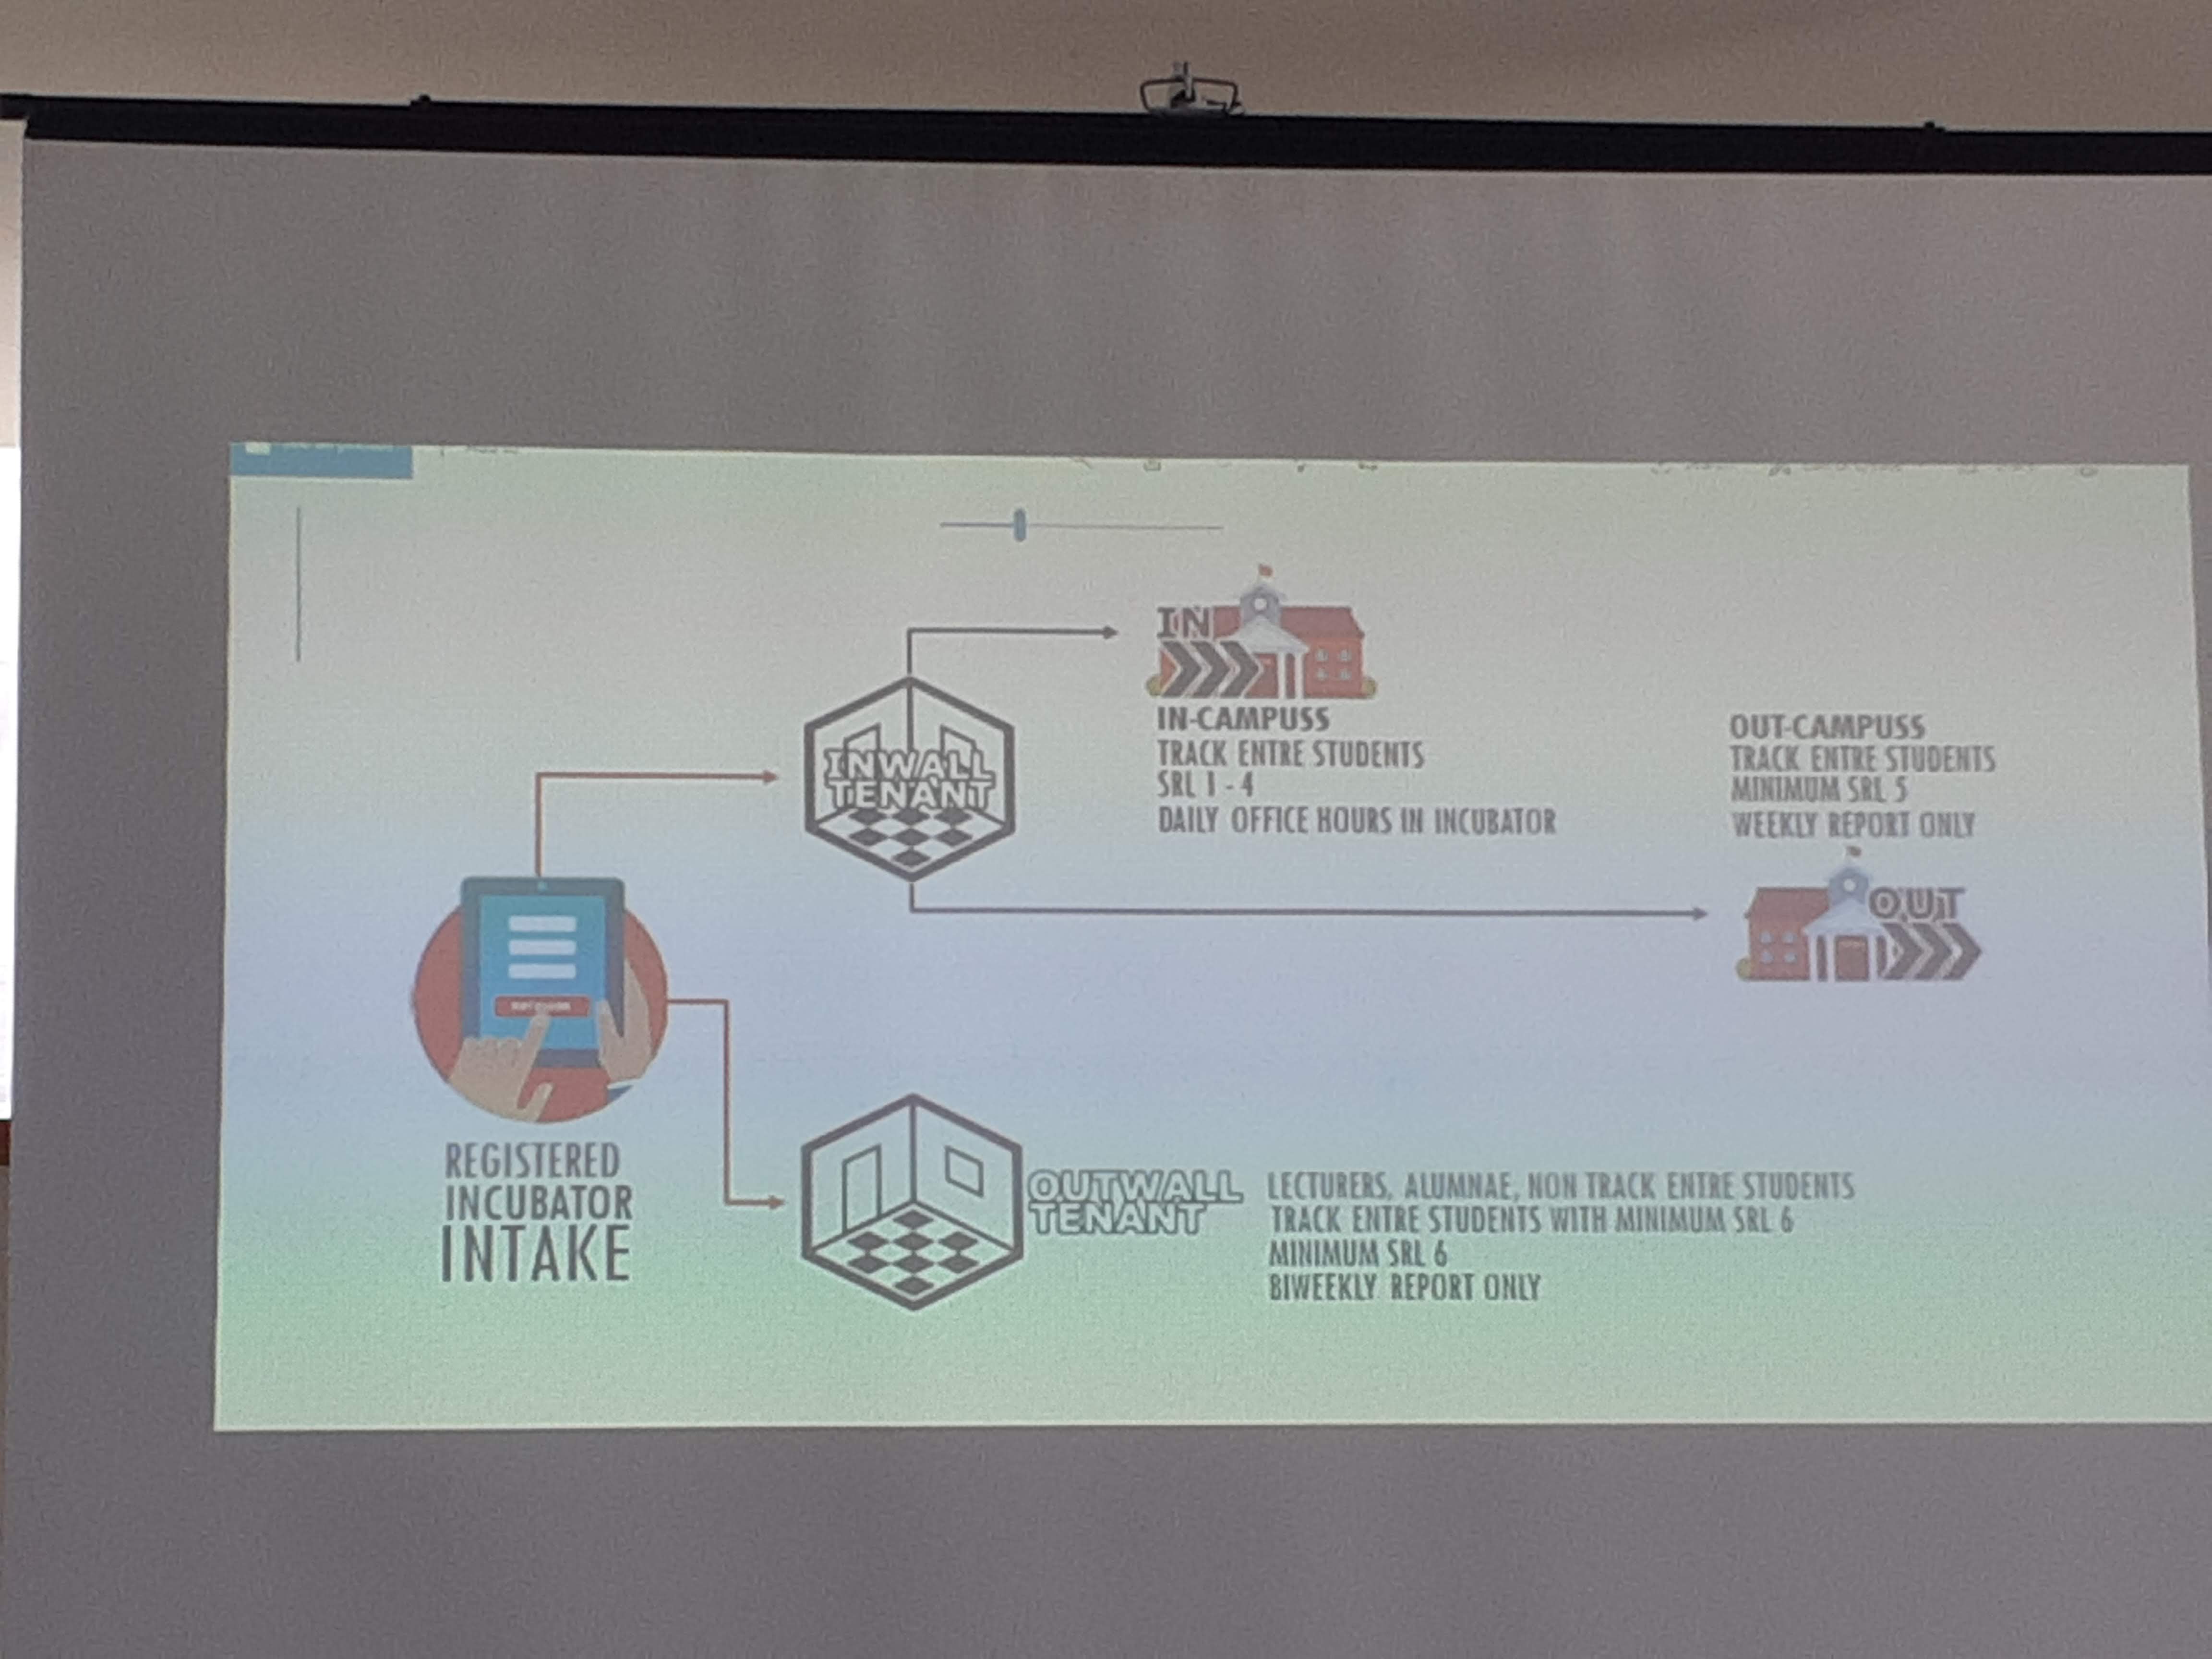 IN
IN-CAMPUSS
TRACK ENTRE STUDENTS
SRL 1 - 4
DAILY OFFICE HOURS IN INCUBATOR
OUT-CAMPUSS
TRACK ENTRE STUDENTS
MINIMUM SRL 5
WEEKLY REPORT ONLY
OUT
INWALL
TENANT
REGISTERED
INCUBATOR
INTAKE
OUTWALL
TENANT
LECTURERS, ALUMNAE, NON TRACK ENTRE STUDENTS
TRACK ENTRE STUDENTS WITH MINIMUM SRL 6
MINIMUM SRL 6
BIWEEKLY REPORT ONLY